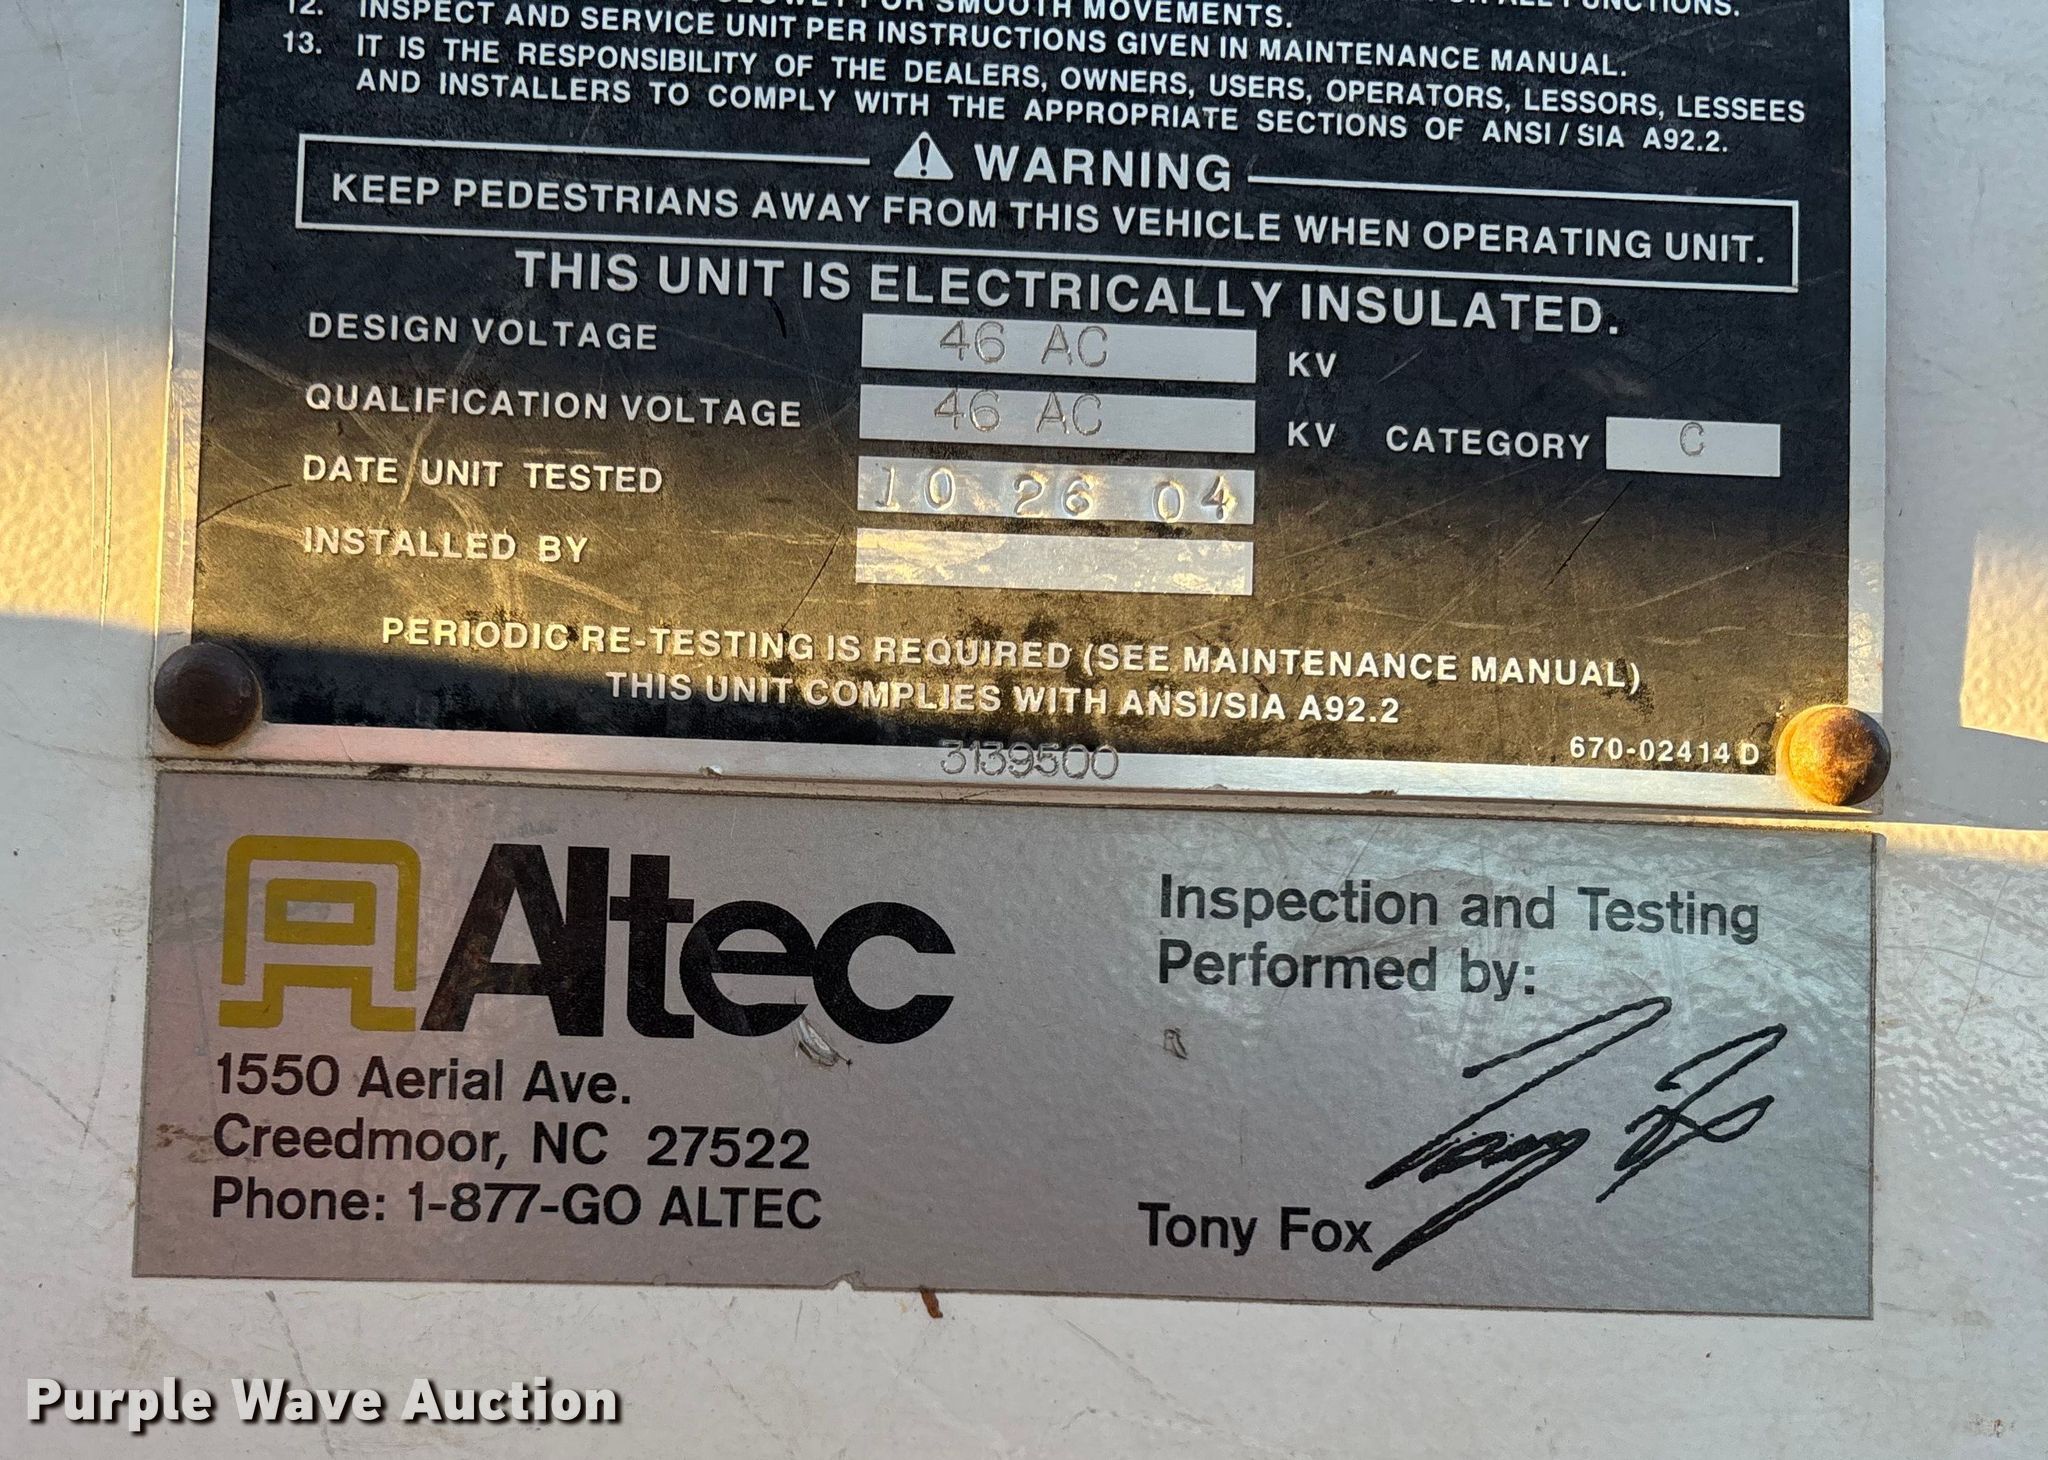 SMOOTH MOVEMENTS.
12. INSPECT AND SERVICE UNIT PER INSTRUCTIONS GIVEN IN MAINTENANCE MANUAL.
13. IT IS THE RESPONSIBILITY OF THE DEALERS, OWNERS, USERS, OPERATORS, LESSORS, LESSEES
AND INSTALLERS TO COMPLY WITH THE APPROPRIATE SECTIONS OF ANSI / SIA A92.2.
WARNING
KEEP PEDESTRIANS AWAY FROM THIS VEHICLE WHEN OPERATING UNIT.
THIS UNIT IS ELECTRICALLY INSULATED.
DESIGN VOLTAGE 46 AC KV
QUALIFICATION VOLTAGE 46 AC KV CATEGORY C
DATE UNIT TESTED 10 26 04
INSTALLED BY
PERIODIC RE-TESTING IS REQUIRED (SEE MAINTENANCE MANUAL)
THIS UNIT COMPLIES WITH ANSI/SIA A92.2
3139500
670-02414 D
Altec
1550 Aerial Ave.
Creedmoor, NC 27522
Phone: 1-877-GO ALTEC
Inspection and Testing
Performed by:
Tony Fox
Tony Fox
Purple Wave Auction